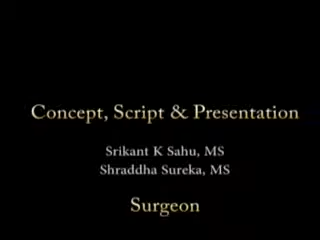 Concept, Script & Presentation
Srikant K Sahu, MS
Shraddha Sureka, MS
Surgeon